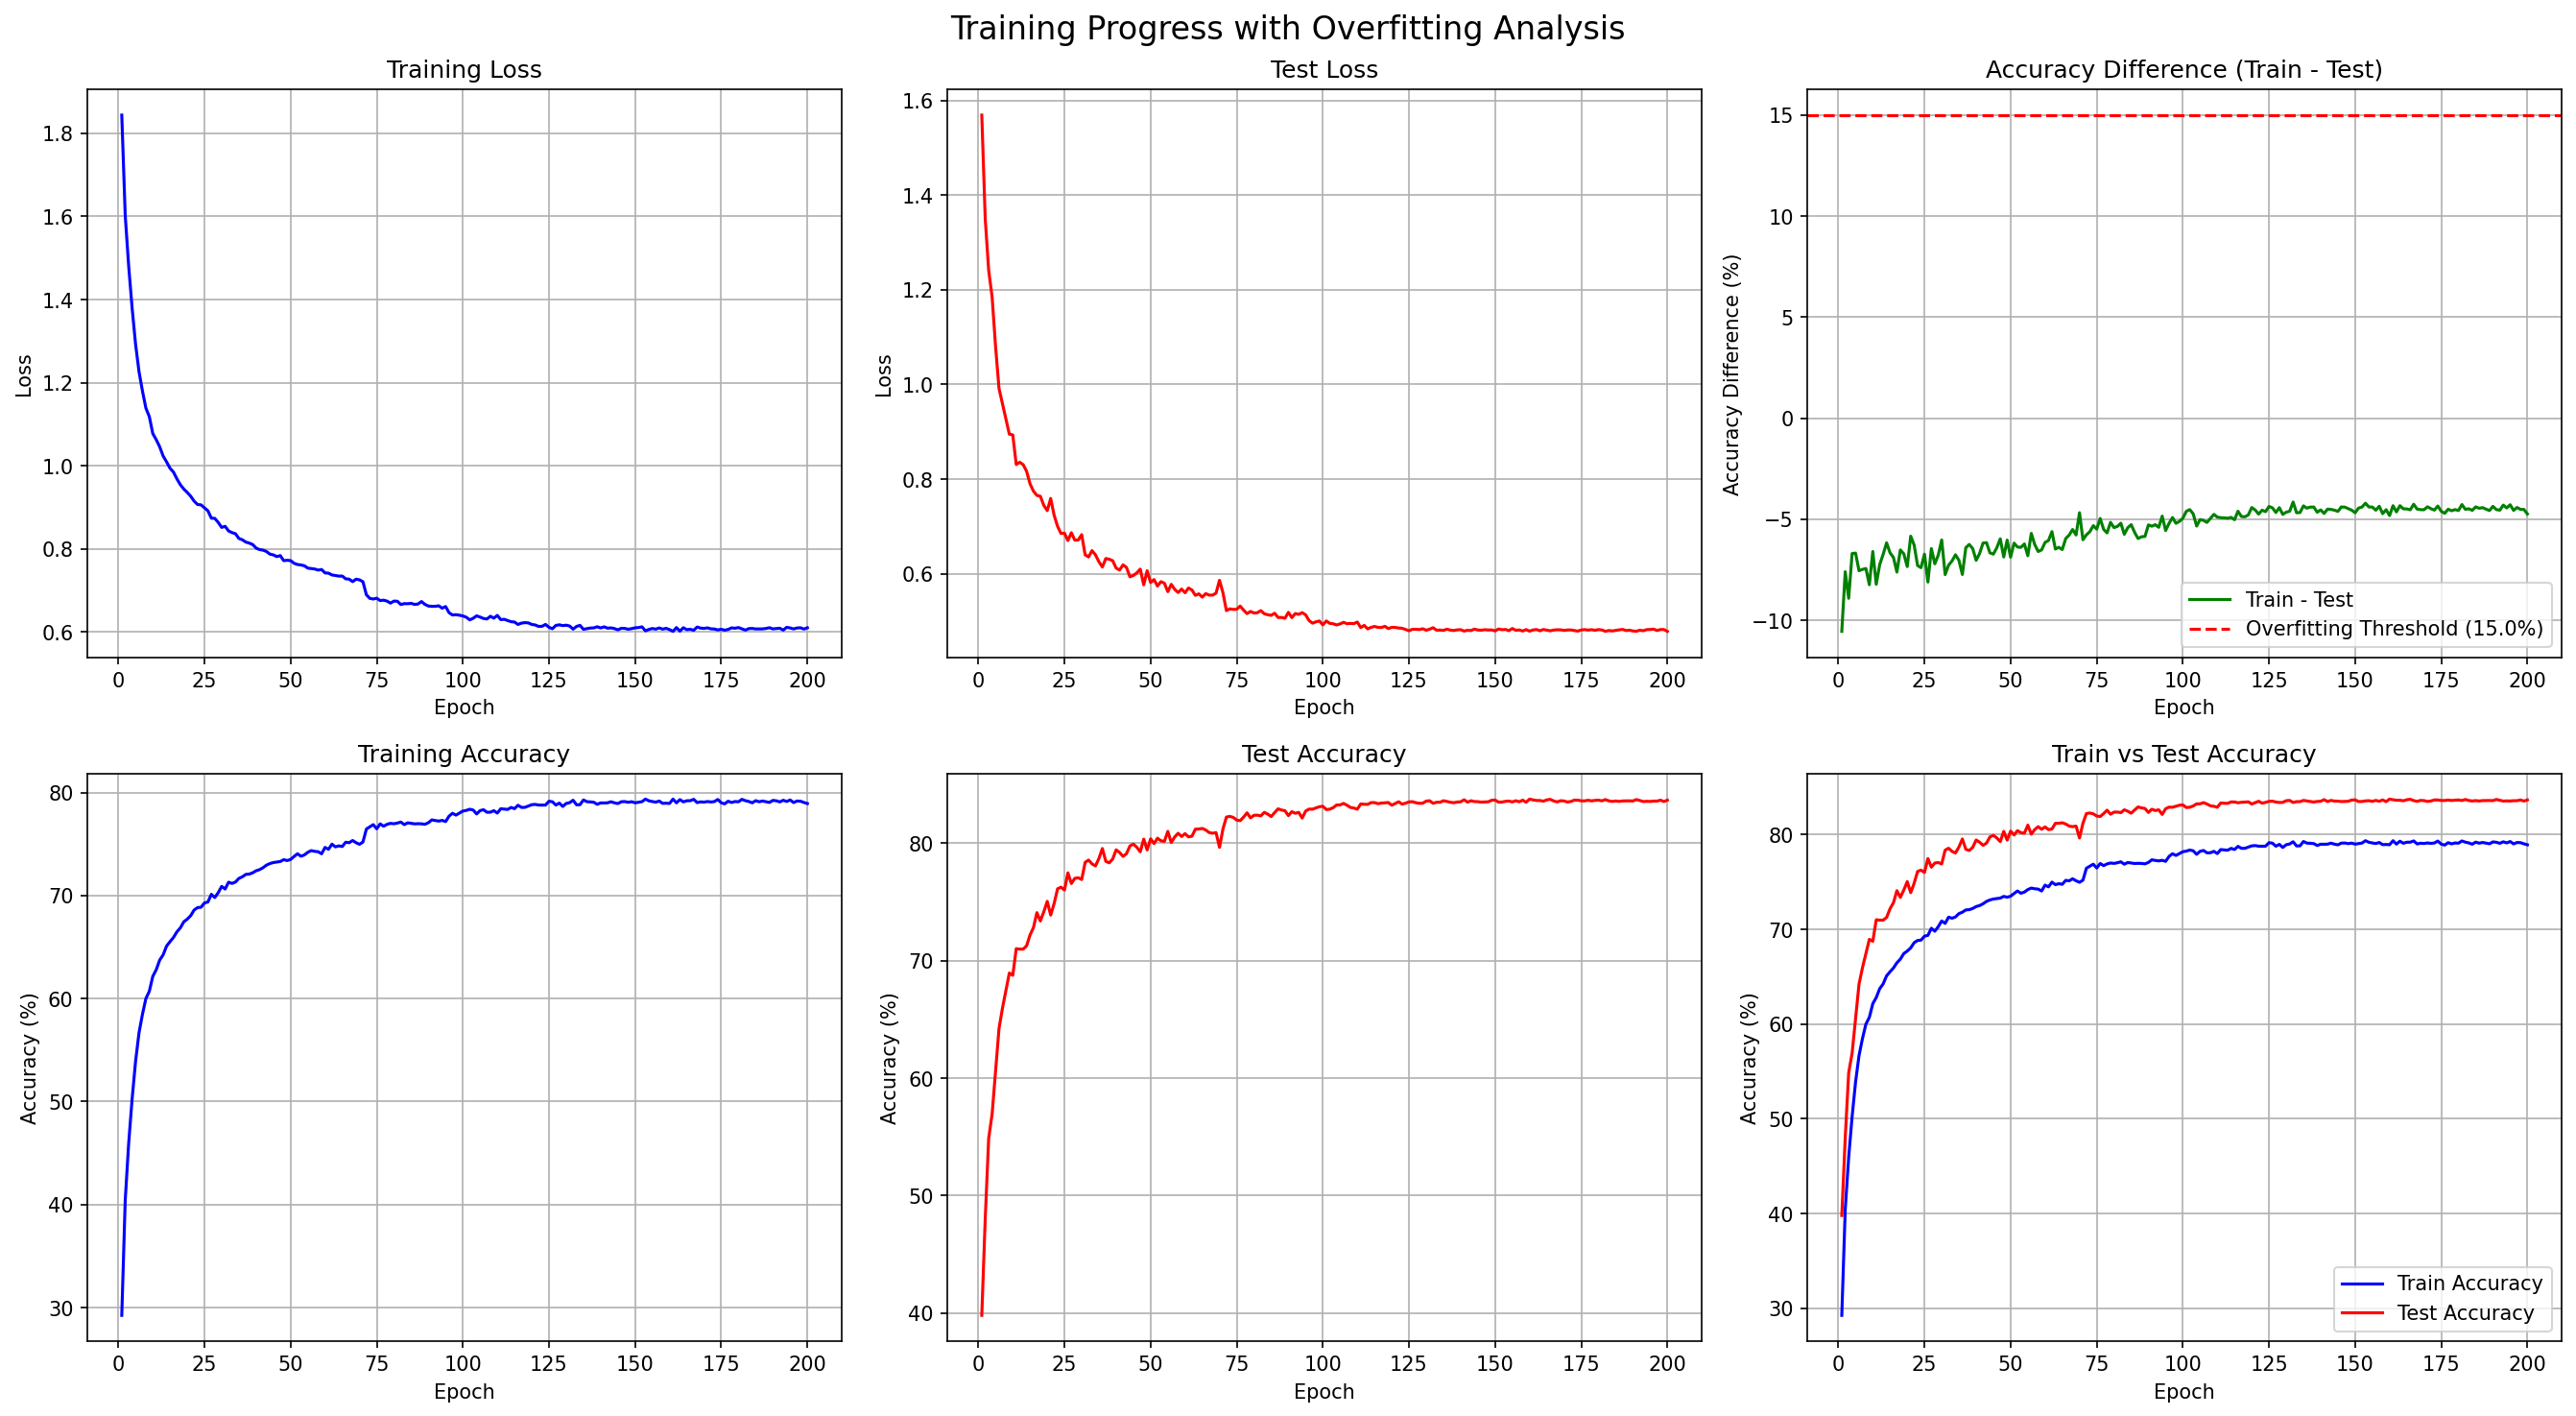 Training Progress with Overfitting Analysis
Training Loss
1.8
1.6
1.4
1.2
1.0
0.8
0.6
Loss
0 25 50 75 100 125 150 175 200
Epoch
Test Loss
1.6
1.4
1.2
1.0
0.8
0.6
Loss
0 25 50 75 100 125 150 175 200
Epoch
Accuracy Difference (Train - Test)
15
10
5
0
−5
−10
Accuracy Difference (%)
Train - Test
Overfitting Threshold (15.0%)
0 25 50 75 100 125 150 175 200
Epoch
Training Accuracy
80
70
60
50
40
30
Accuracy (%)
0 25 50 75 100 125 150 175 200
Epoch
Test Accuracy
80
70
60
50
40
Accuracy (%)
0 25 50 75 100 125 150 175 200
Epoch
Train vs Test Accuracy
80
70
60
50
40
30
Accuracy (%)
Train Accuracy
Test Accuracy
0 25 50 75 100 125 150 175 200
Epoch